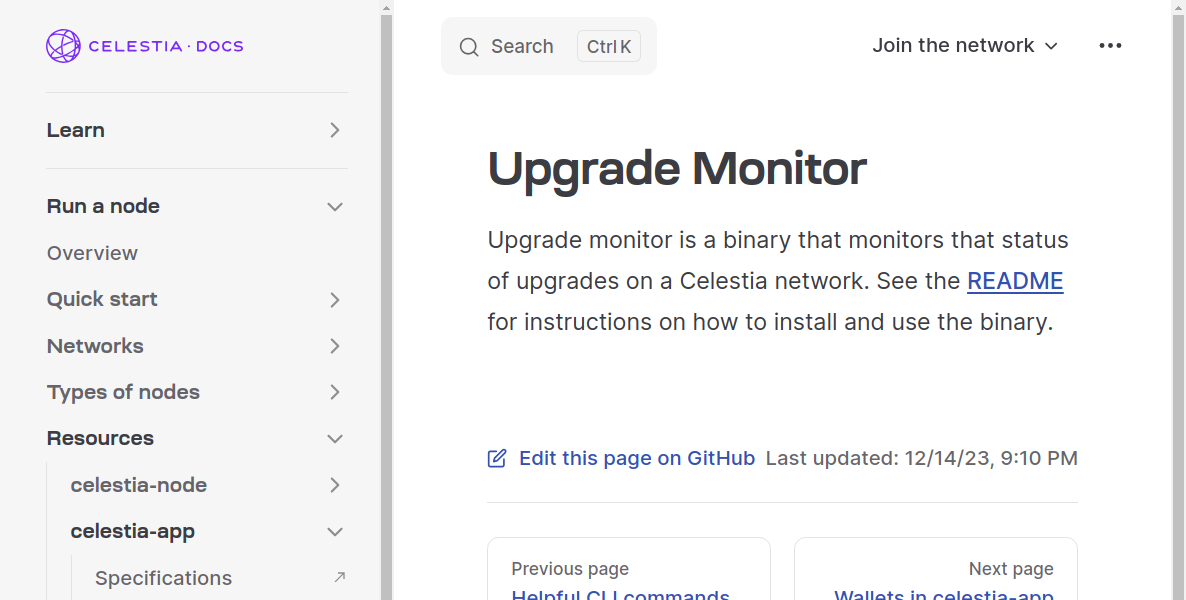 CELESTIA · DOCS
Learn
Run a node
Overview
Quick start
Networks
Types of nodes
Resources
celestia-node
celestia-app
Specifications
Search Ctrl K
Join the network
Upgrade Monitor
Upgrade monitor is a binary that monitors that status
of upgrades on a Celestia network. See the README
for instructions on how to install and use the binary.
Edit this page on GitHub Last updated: 12/14/23, 9:10 PM
Previous page
Helpful CLI commands
Next page
Wallets in celestia-app